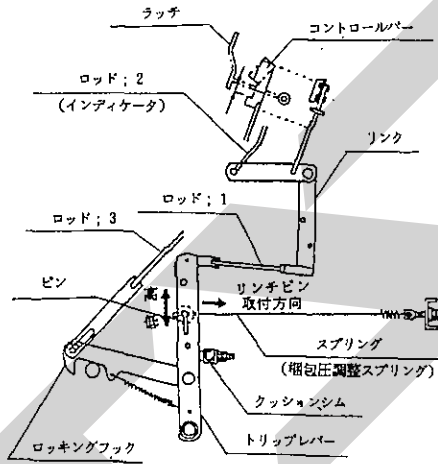 ラッチ
コントロールバー
ロッド；2
(インディケータ)
リンク
ロッド；1
ロッド；3
ピン
高
低
リンチピン
取付方向
スプリング
(梱包圧調整スプリング)
クッションシム
ロッキングフック
トリップレバー